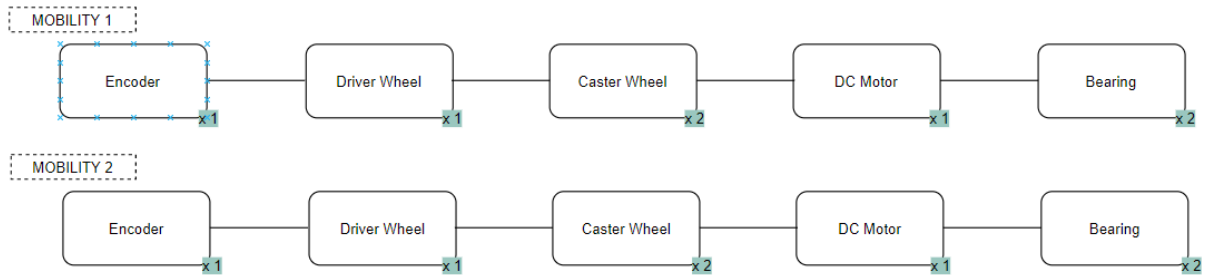 MOBILITY 1
Encoder
Driver Wheel
Caster Wheel
DC Motor
Bearing
x 1
x 1
x 2
x 1
x 2
MOBILITY 2
Encoder
Driver Wheel
Caster Wheel
DC Motor
Bearing
x 1
x 1
x 2
x 1
x 2